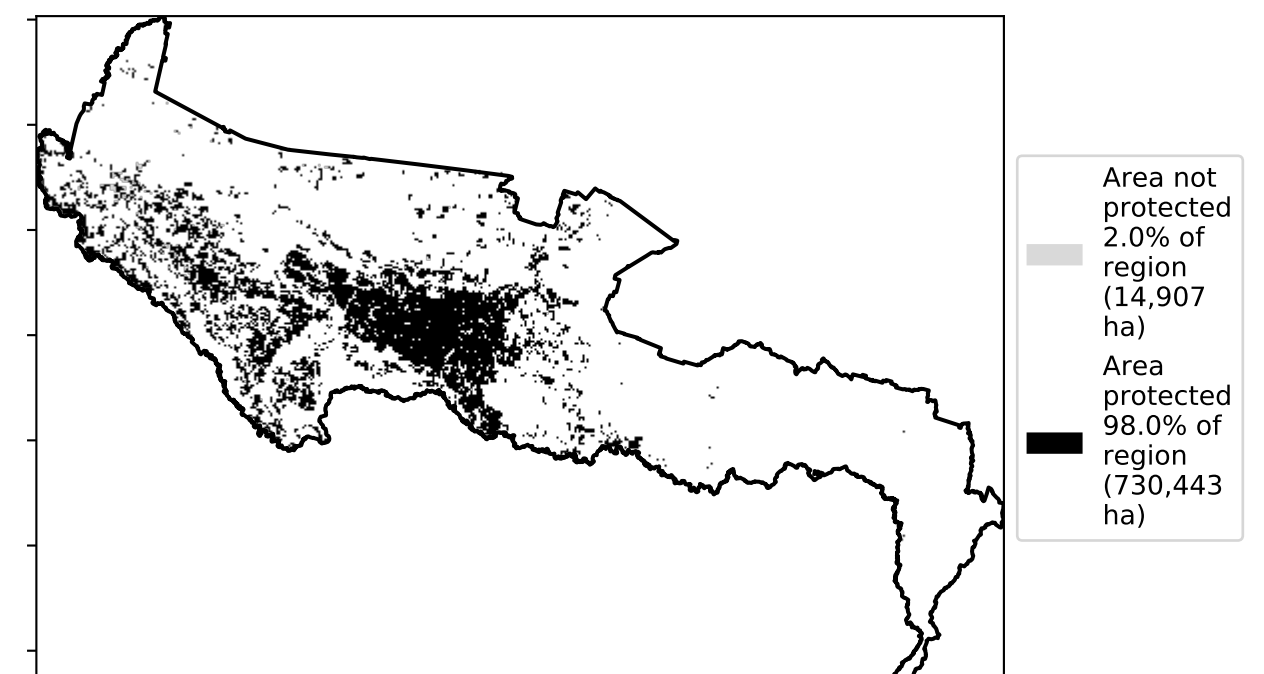 Area not
protected
2.0% of
region
(14,907
ha)
Area
protected
98.0% of
region
(730,443
ha)